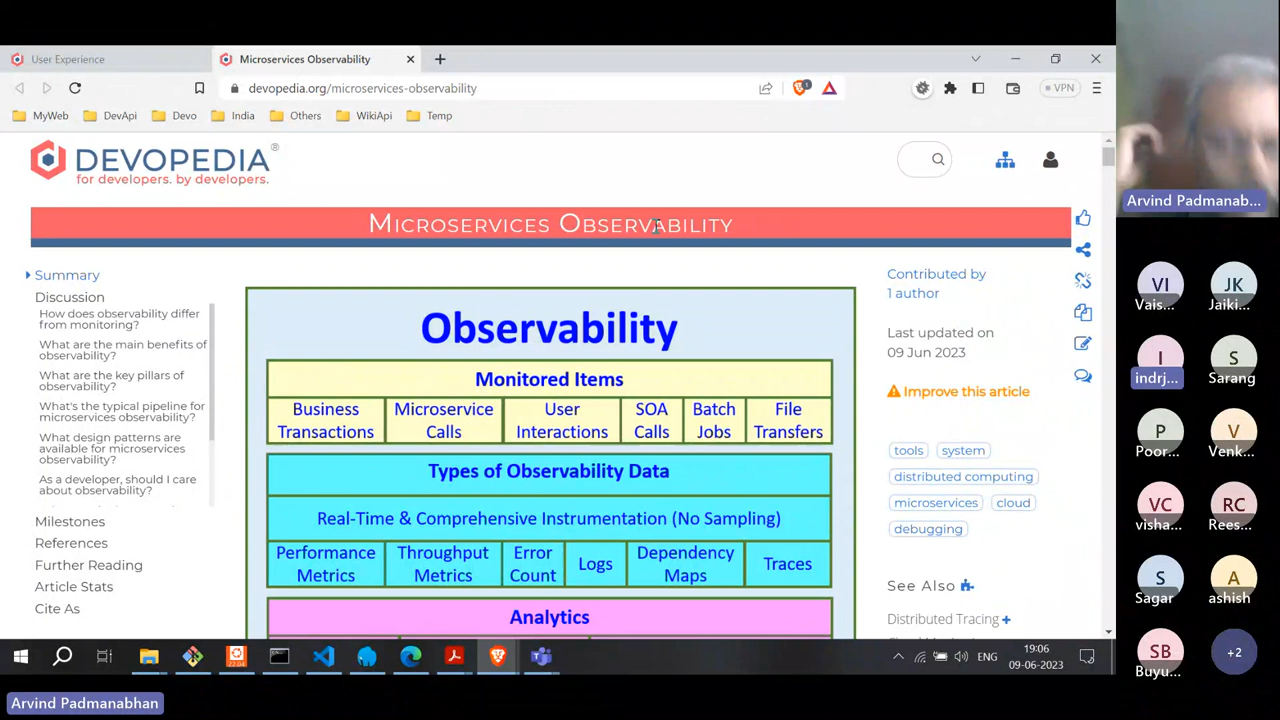 User Experience
Microservices Observability
devopedia.org/microservices-observability
1
VPN
MyWeb
DevApi
Devo
India
Others
WikiApi
Temp
DEVOPEDIA®
for developers. by developers.
MICROSERVICES OBSERVABILITY
Summary
Discussion
How does observability differ
from monitoring?
What are the main benefits of
observability?
What are the key pillars of
observability?
What's the typical pipeline for
microservices observability?
What design patterns are
available for microservices
observability?
As a developer, should I care
about observability?
Milestones
References
Further Reading
Article Stats
Cite As
Observability
Monitored Items
Business
Transactions
Microservice
Calls
User
Interactions
SOA
Calls
Batch
Jobs
File
Transfers
Types of Observability Data
Real-Time & Comprehensive Instrumentation (No Sampling)
Performance
Metrics
Throughput
Metrics
Error
Count
Logs
Dependency
Maps
Traces
Analytics
Contributed by
1 author
Last updated on
09 Jun 2023
Improve this article
tools
system
distributed computing
microservices
cloud
debugging
See Also
Distributed Tracing +
22.04
ENG
19:06
09-06-2023
Arvind Padmanabhan
Arvind Padmanab...
VI
Vais...
JK
Jaiki...
I
indrj...
S
Sarang
P
Poor...
V
Venk...
VC
visha...
RC
Rees...
S
Sagar
A
ashish
SB
Buyu...
+2